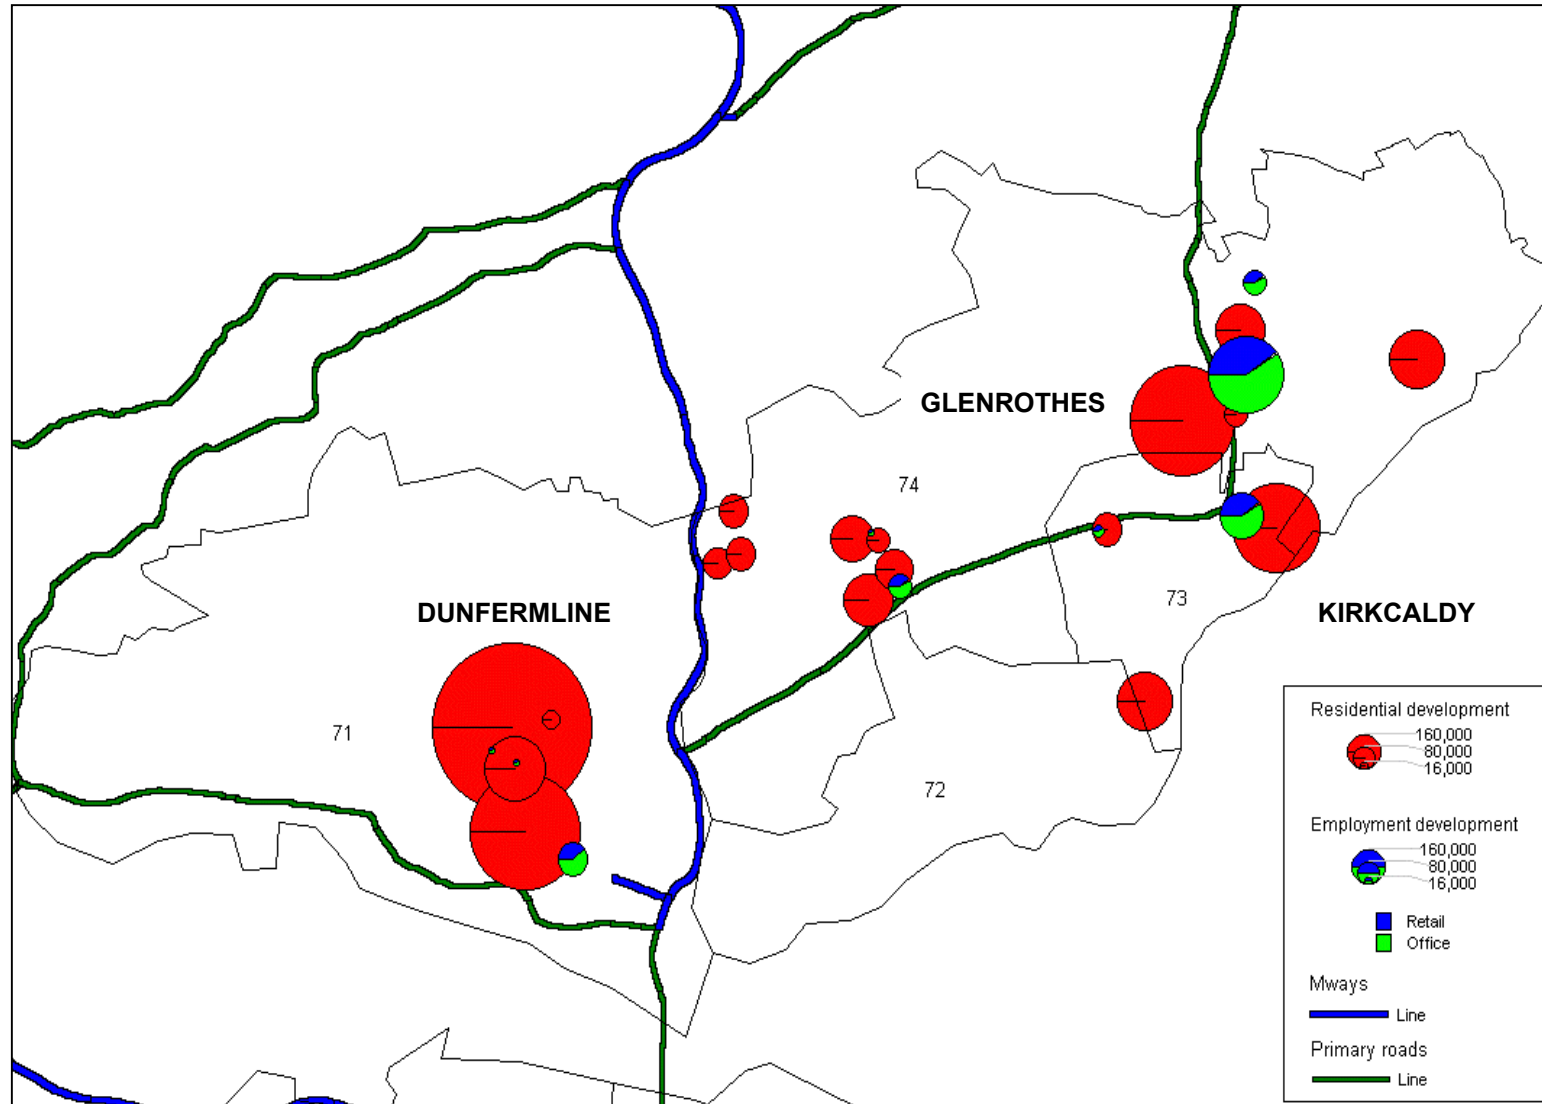 GLENROTHES
74
DUNFERMLINE
73
KIRKCALDY
71
72
Residential development
160,000
80,000
16,000
Employment development
160,000
80,000
16,000
Retail
Office
Mways
Line
Primary roads
Line